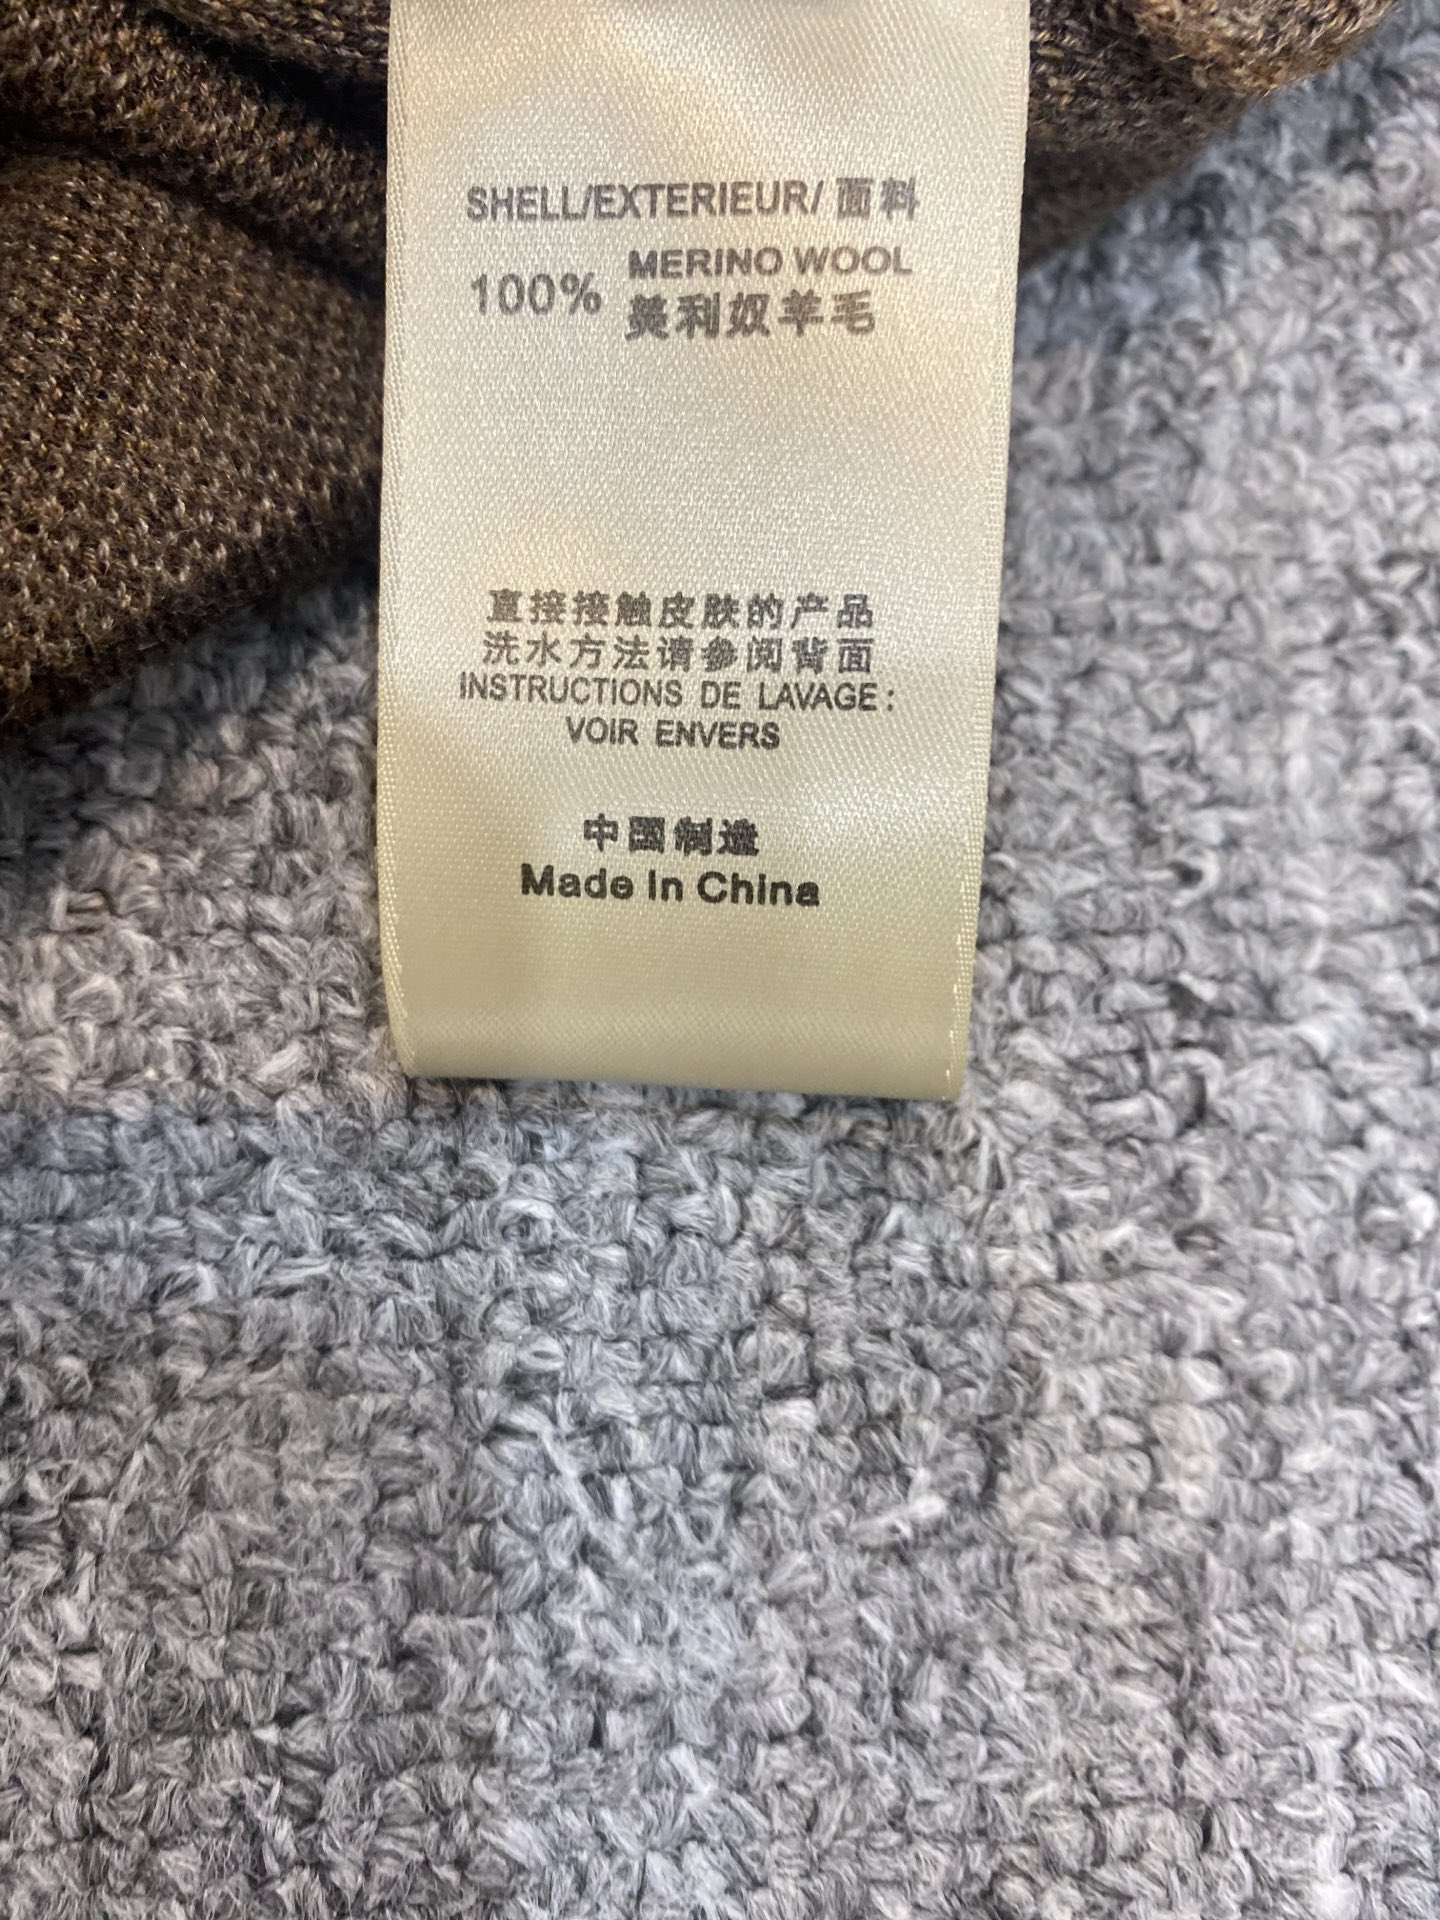 SHELL/EXTERIEUR/ 面料
100% MERINO WOOL
美利奴羊毛
直接接触皮肤的产品
洗水方法请参阅背面
INSTRUCTIONS DE LAVAGE:
VOIR ENVERS
中国制造
Made In China